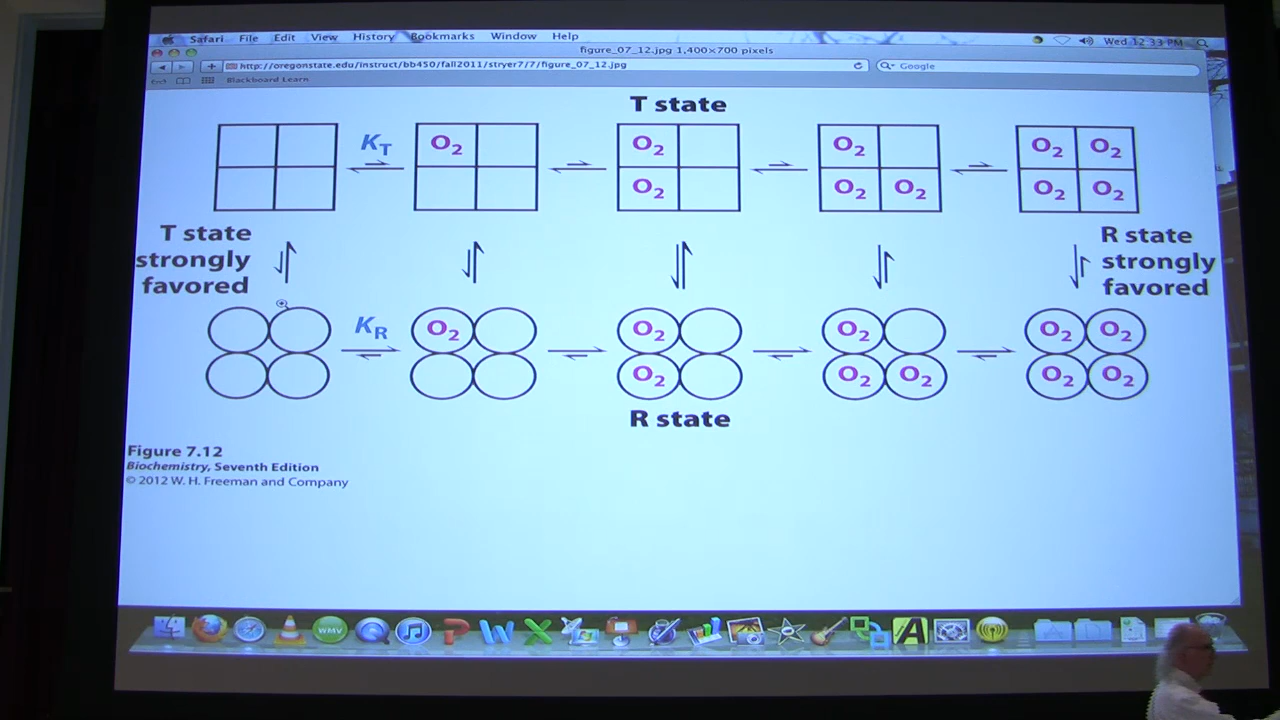 Safari File Edit View History Bookmarks Window Help Wed 12:33 PM
figure_07_12.jpg 1,400×700 pixels
http://oregonstate.edu/instruct/bb450/fall2011/stryer7/7/figure_07_12.jpg Google
Blackboard Learn
T state
K_T
O2 O2 O2 O2 O2
O2 O2 O2 O2 O2
T state
strongly
favored
R state
strongly
favored
K_R
O2 O2 O2 O2 O2
O2 O2 O2 O2 O2
R state
Figure 7.12
Biochemistry, Seventh Edition
© 2012 W. H. Freeman and Company
WMV